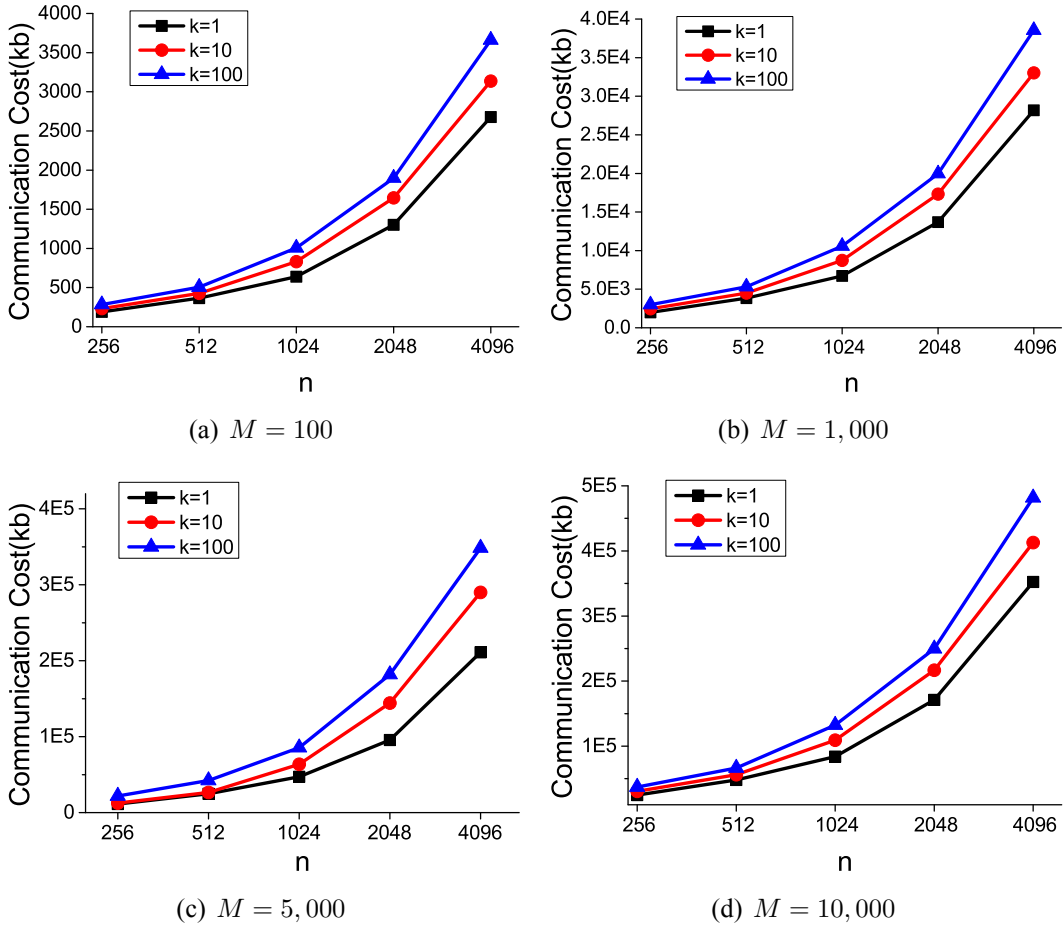 Communication Cost(kb)
4000
3500
3000
2500
2000
1500
1000
500
0
k=1
k=10
k=100
256 512 1024 2048 4096
n
(a) M = 100
Communication Cost(kb)
4.0E4
3.5E4
3.0E4
2.5E4
2.0E4
1.5E4
1.0E4
5.0E3
0.0
k=1
k=10
k=100
256 512 1024 2048 4096
n
(b) M = 1,000
Communication Cost(kb)
4E5
3E5
2E5
1E5
0
k=1
k=10
k=100
256 512 1024 2048 4096
n
(c) M = 5,000
Communication Cost(kb)
5E5
4E5
3E5
2E5
1E5
k=1
k=10
k=100
256 512 1024 2048 4096
n
(d) M = 10,000